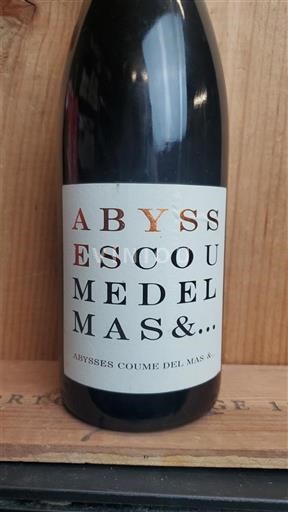 ABYSS
ESCOU
MEDEL
MAS&...
ABYSSES COUME DEL MAS &..